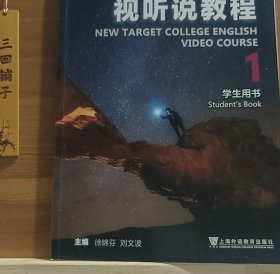 视听说教程
NEW TARGET COLLEGE ENGLISH
VIDEO COURSE
1
学生用书
Student's Book
三回铺子
主编 徐锦芬 刘文波
上海外语教育出版社